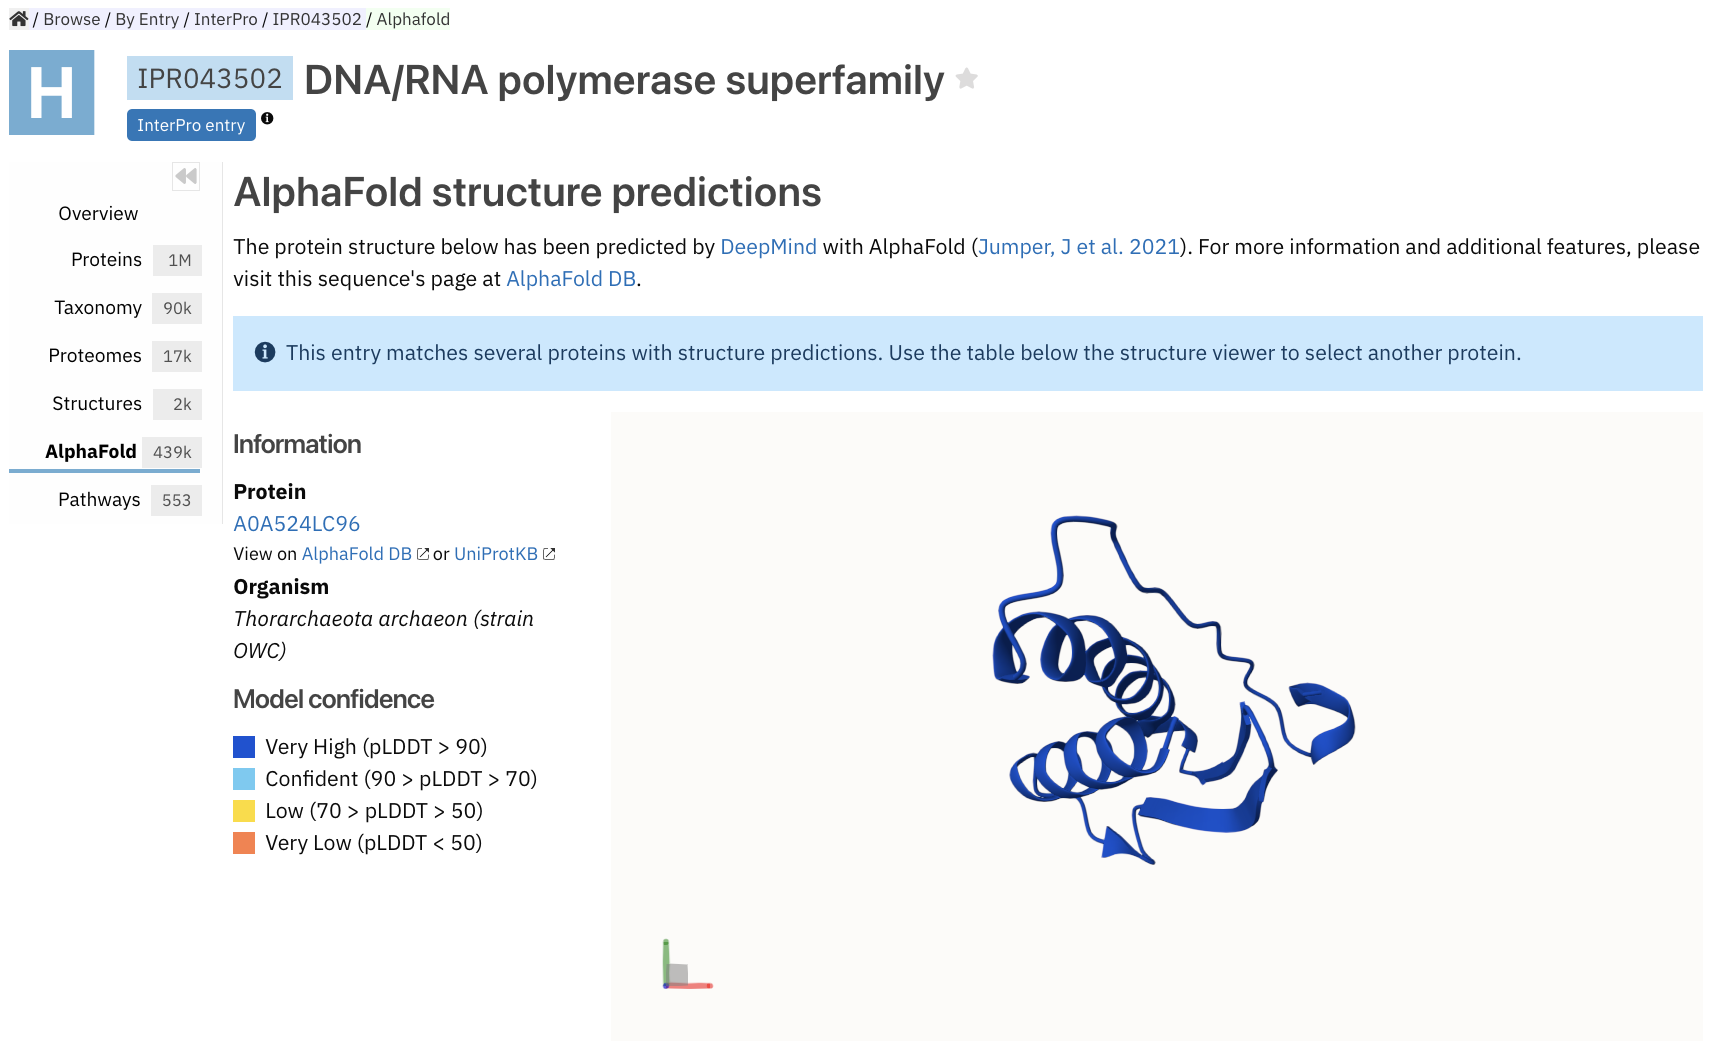 / Browse / By Entry / InterPro / IPR043502 / Alphafold
H
IPR043502 DNA/RNA polymerase superfamily
InterPro entry
AlphaFold structure predictions
The protein structure below has been predicted by DeepMind with AlphaFold (Jumper, J et al. 2021). For more information and additional features, please
visit this sequence's page at AlphaFold DB.
This entry matches several proteins with structure predictions. Use the table below the structure viewer to select another protein.
Overview
Proteins 1M
Taxonomy 90k
Proteomes 17k
Structures 2k
AlphaFold 439k
Pathways 553
Information
Protein
A0A524LC96
View on AlphaFold DB or UniProtKB
Organism
Thorarchaeota archaeon (strain
OWC)
Model confidence
Very High (pLDDT > 90)
Confident (90 > pLDDT > 70)
Low (70 > pLDDT > 50)
Very Low (pLDDT < 50)